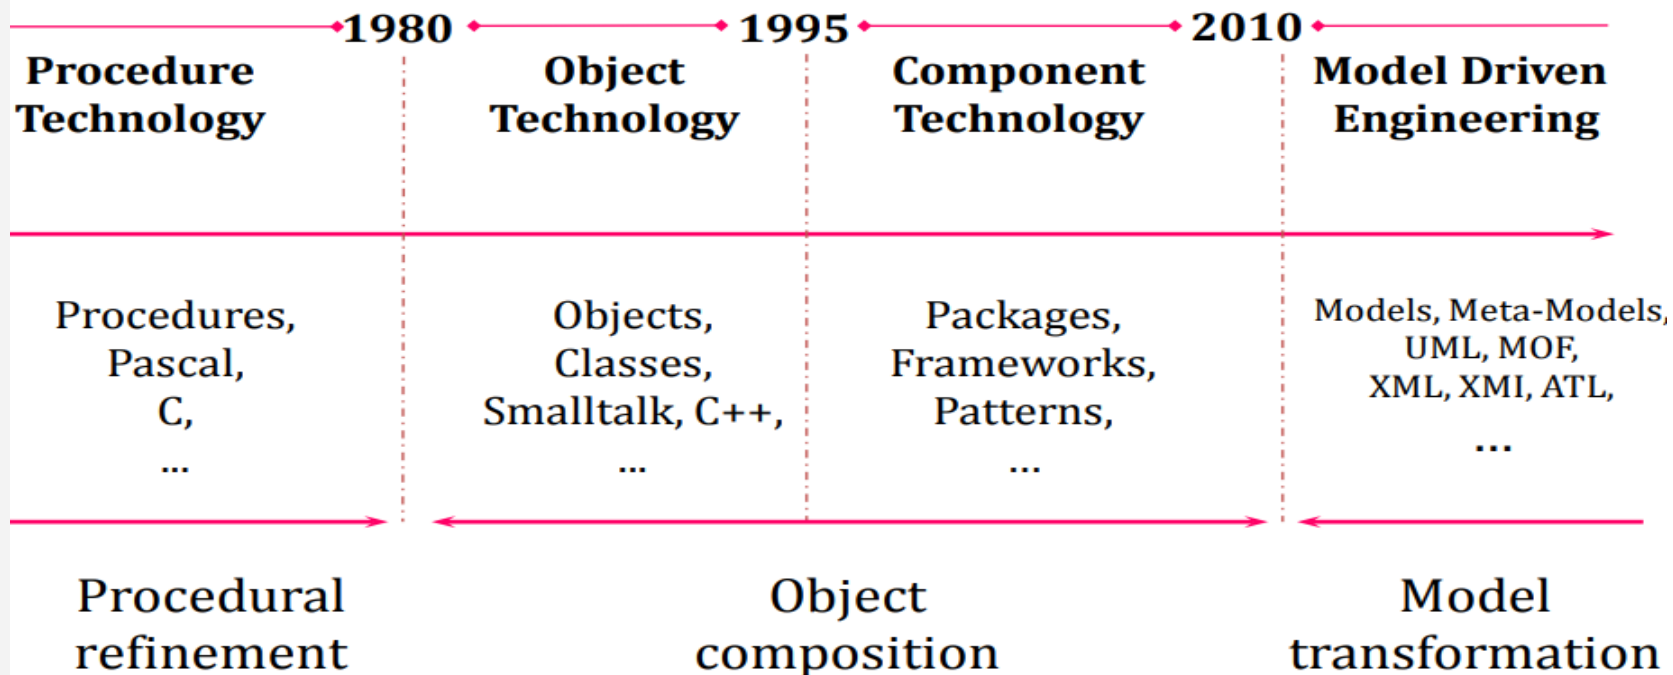 1980 1995 2010
Procedure Technology
Object Technology
Component Technology
Model Driven Engineering
Procedures,
Pascal,
C,
...
Objects,
Classes,
Smalltalk, C++,
...
Packages,
Frameworks,
Patterns,
...
Models, Meta-Models,
UML, MOF,
XML, XMI, ATL,
...
Procedural
refinement
Object
composition
Model
transformation